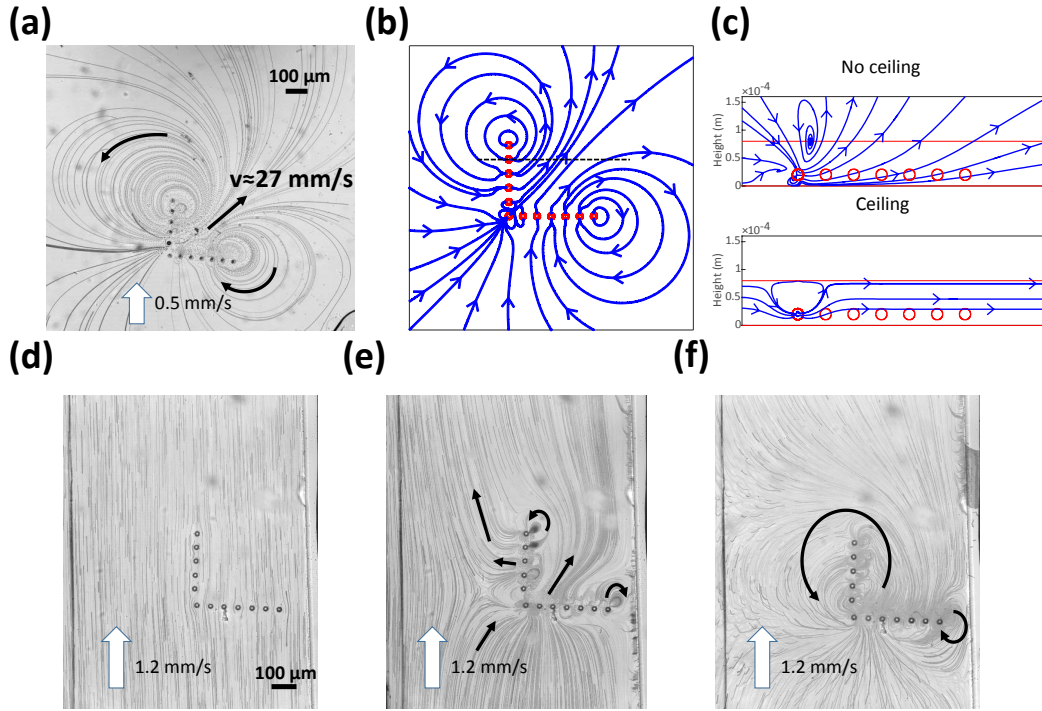 (a)
100 μm
v≈27 mm/s
0.5 mm/s
(b)
(c)
No ceiling
×10⁻⁴
Height (m)
1.5
1
0.5
0
Ceiling
×10⁻⁴
Height (m)
1.5
1
0.5
0
(d)
1.2 mm/s
100 μm
(e)
1.2 mm/s
(f)
1.2 mm/s